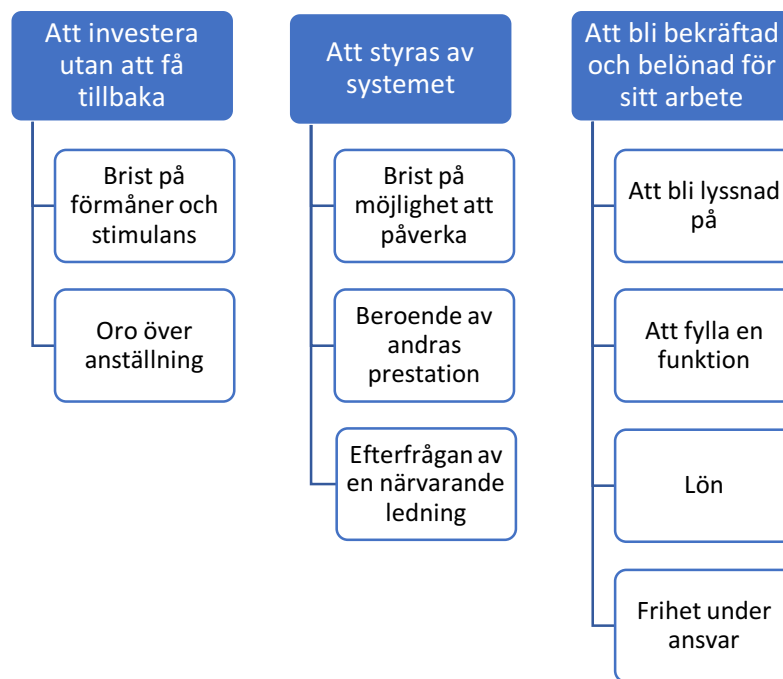 Att investera
utan att få
tillbaka
Brist på
förmåner och
stimulans
Oro över
anställning
Att styras av
systemet
Brist på
möjlighet att
påverka
Beroende av
andras
prestation
Efterfrågan av
en närvarande
ledning
Att bli bekräftad
och belönad för
sitt arbete
Att bli lyssnad
på
Att fylla en
funktion
Lön
Frihet under
ansvar